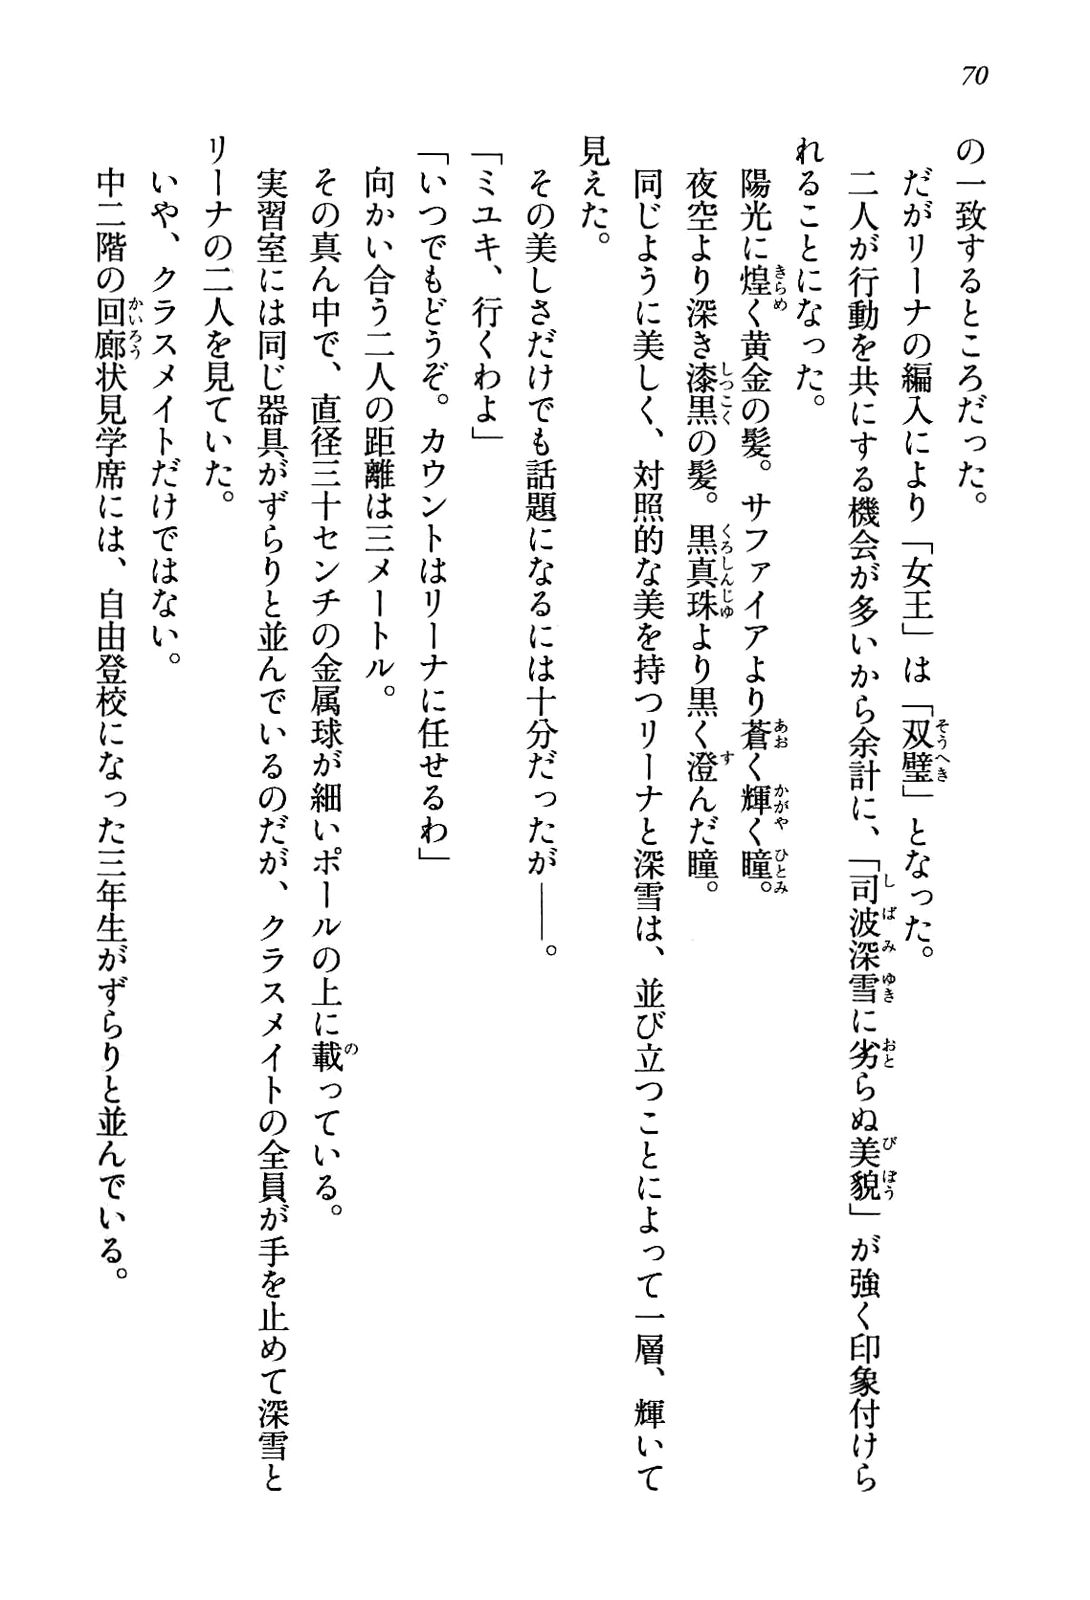 70
の一致するところだった。
だがリーナの編入により「女王」は「双璧」となった。
二人が行動を共にする機会が多いから余計に、「司波深雪に劣らぬ美貌」が強く印象付けら
れることになった。
陽光に煌く黄金の髪。サファイアより蒼く輝く瞳。
夜空より深き漆黒の髪。黒真珠より黒く澄んだ瞳。
同じように美しく、対照的な美を持つリーナと深雪は、並び立つことによって一層、輝いて
見えた。
その美しさだけでも話題になるには十分だったが――。
「ミユキ、行くわよ」
「いつでもどうぞ。カウントはリーナに任せるわ」
向かい合う二人の距離は三メートル。
その真ん中で、直径三十センチの金属球が細いポールの上に載っている。
実習室には同じ器具がずらりと並んでいるのだが、クラスメイトの全員が手を止めて深雪と
リーナの二人を見ていた。
いや、クラスメイトだけではない。
中二階の回廊状見学席には、自由登校になった三年生がずらりと並んでいる。